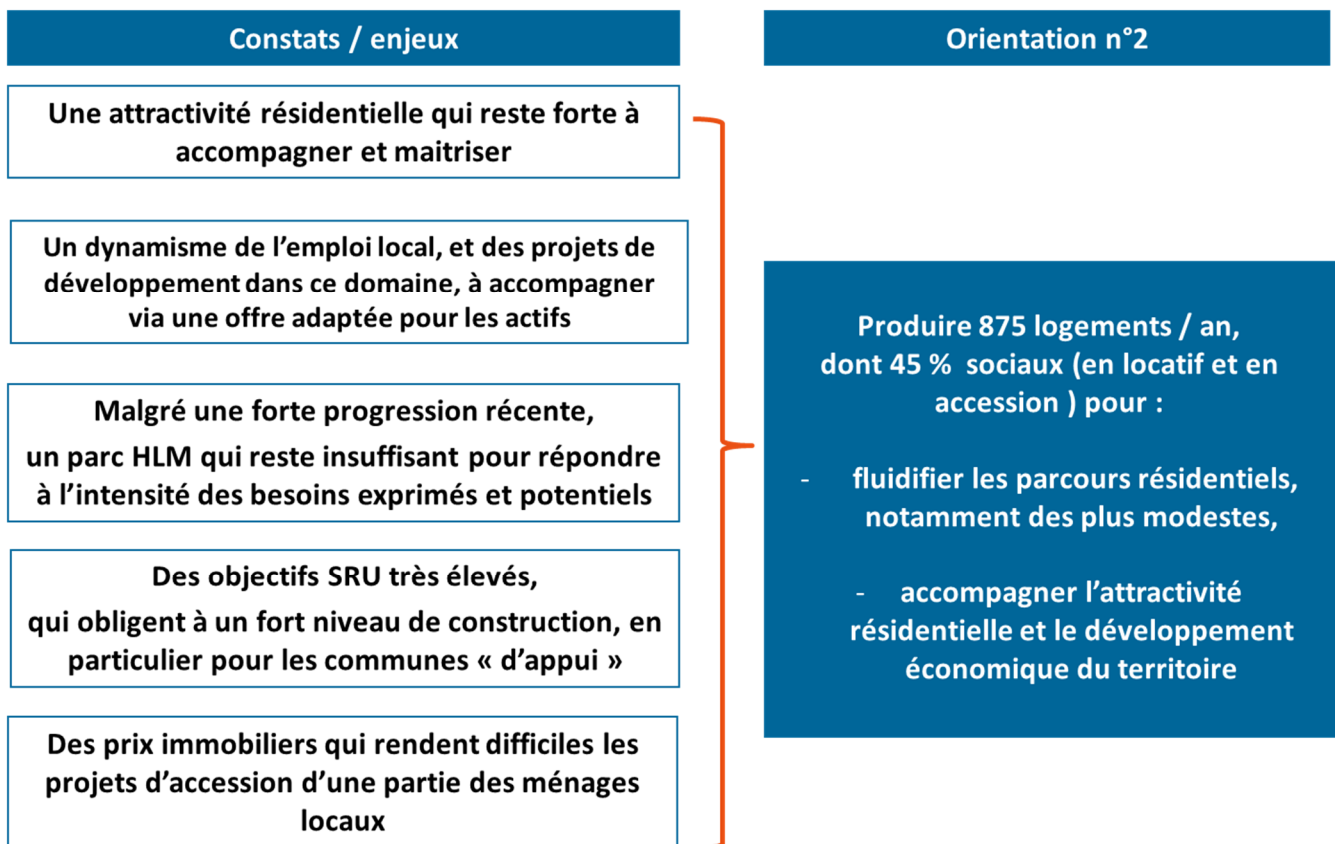 Constats / enjeux
Une attractivité résidentielle qui reste forte à
accompagner et maitriser
Un dynamisme de l’emploi local, et des projets de
développement dans ce domaine, à accompagner
via une offre adaptée pour les actifs
Malgré une forte progression récente,
un parc HLM qui reste insuffisant pour répondre
à l’intensité des besoins exprimés et potentiels
Des objectifs SRU très élevés,
qui obligent à un fort niveau de construction, en
particulier pour les communes « d’appui »
Des prix immobiliers qui rendent difficiles les
projets d’accession d’une partie des ménages
locaux
Orientation n°2
Produire 875 logements / an,
dont 45 % sociaux (en locatif et en
accession ) pour :
- fluidifier les parcours résidentiels,
notamment des plus modestes,
- accompagner l’attractivité
résidentielle et le développement
économique du territoire